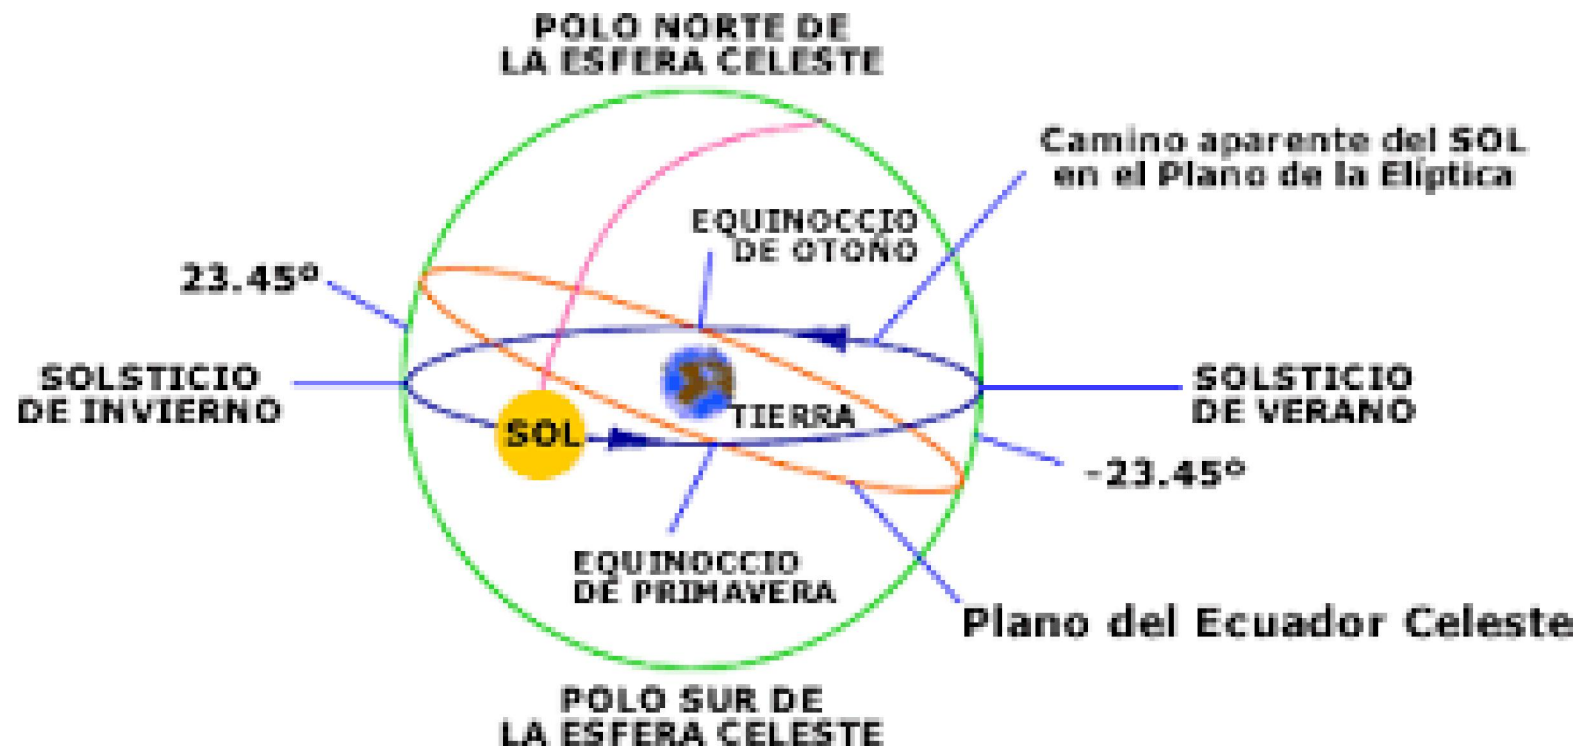 POLO NORTE DE
LA ESFERA CELESTE
Camino aparente del SOL
en el Plano de la Elíptica
EQUINOCCIO
DE OTOÑO
23.45º
SOLSTICIO
DE INVIERNO
SOL
TIERRA
SOLSTICIO
DE VERANO
-23.45º
EQUINOCCIO
DE PRIMAVERA
Plano del Ecuador Celeste
POLO SUR DE
LA ESFERA CELESTE